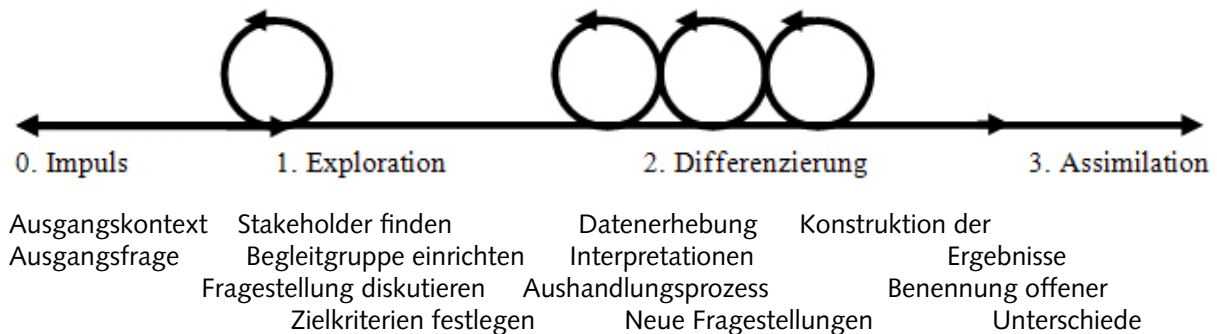 0. Impuls 1. Exploration 2. Differenzierung 3. Assimilation
Ausgangskontext Stakeholder finden Datenerhebung Konstruktion der
Ausgangsfrage Begleitgruppe einrichten Interpretationen Ergebnisse
Fragestellung diskutieren Aushandlungsprozess Benennung offener
Zielkriterien festlegen Neue Fragestellungen Unterschiede